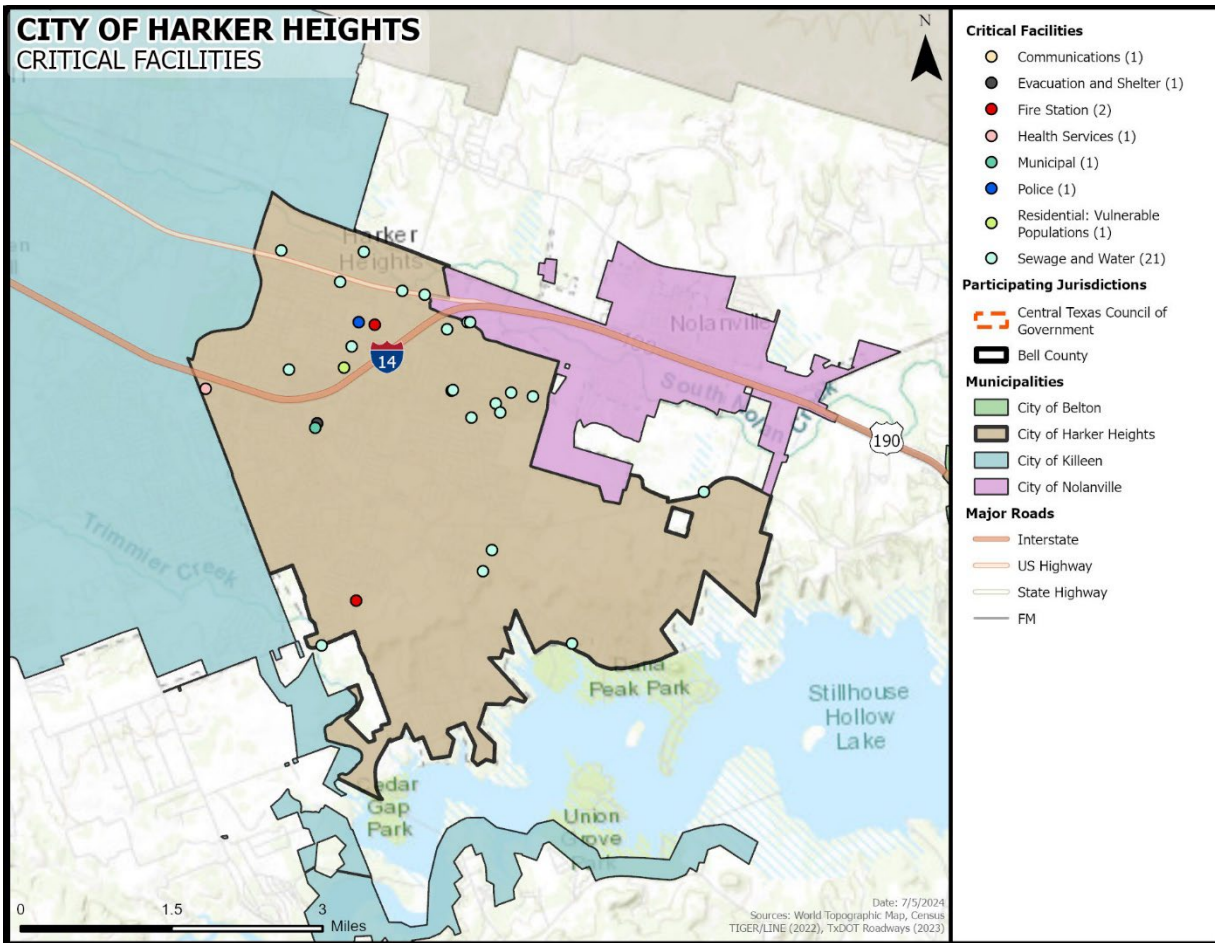 CITY OF HARKER HEIGHTS
CRITICAL FACILITIES
N
Harker
Heights
Nolanville
14
South Nolan Creek
190
Trimmier Creek
Dana
Peak Park
Stillhouse
Hollow
Lake
Cedar
Gap
Park
Union
Grove
Park
0
1.5
3
Miles
Date: 7/5/2024
Sources: World Topographic Map, Census
TIGER/LINE (2022), TxDOT Roadways (2023)
Critical Facilities
Communications (1)
Evacuation and Shelter (1)
Fire Station (2)
Health Services (1)
Municipal (1)
Police (1)
Residential: Vulnerable
Populations (1)
Sewage and Water (21)
Participating Jurisdictions
Central Texas Council of
Government
Bell County
Municipalities
City of Belton
City of Harker Heights
City of Killeen
City of Nolanville
Major Roads
Interstate
US Highway
State Highway
FM